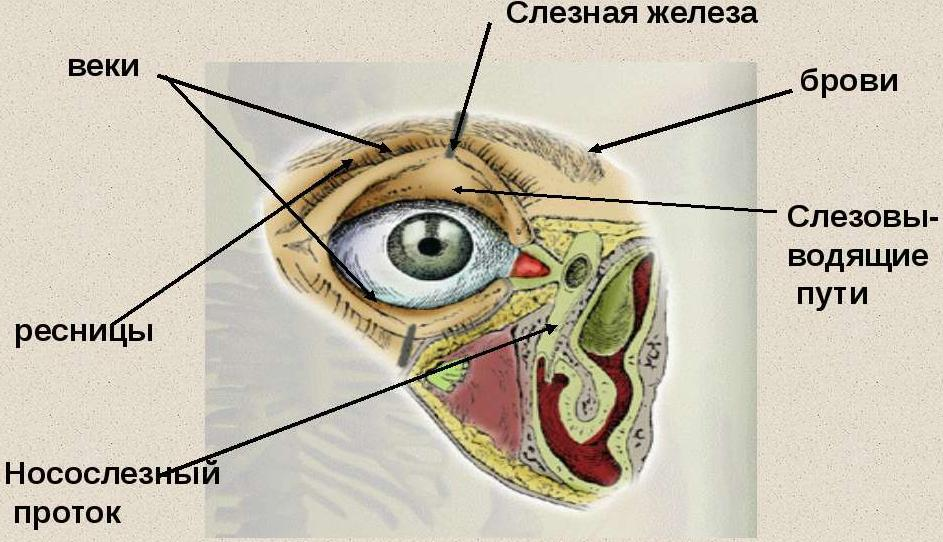 Слезная железа
веки
брови
Слезовы-
водящие
пути
ресницы
Носослезный
проток